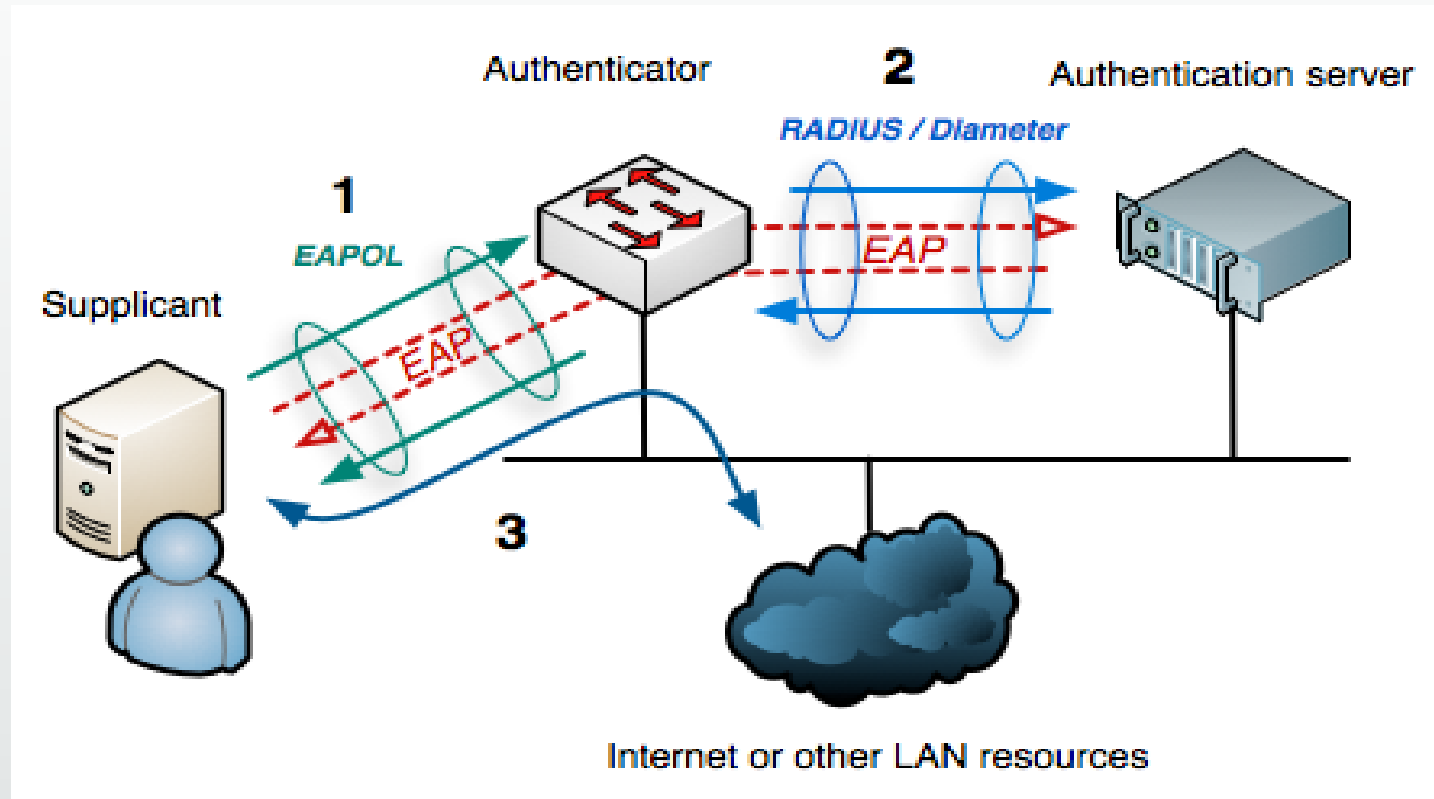 Authenticator
2
Authentication server
RADIUS / Diameter
1
EAPOL
EAP
Supplicant
EAP
3
Internet or other LAN resources